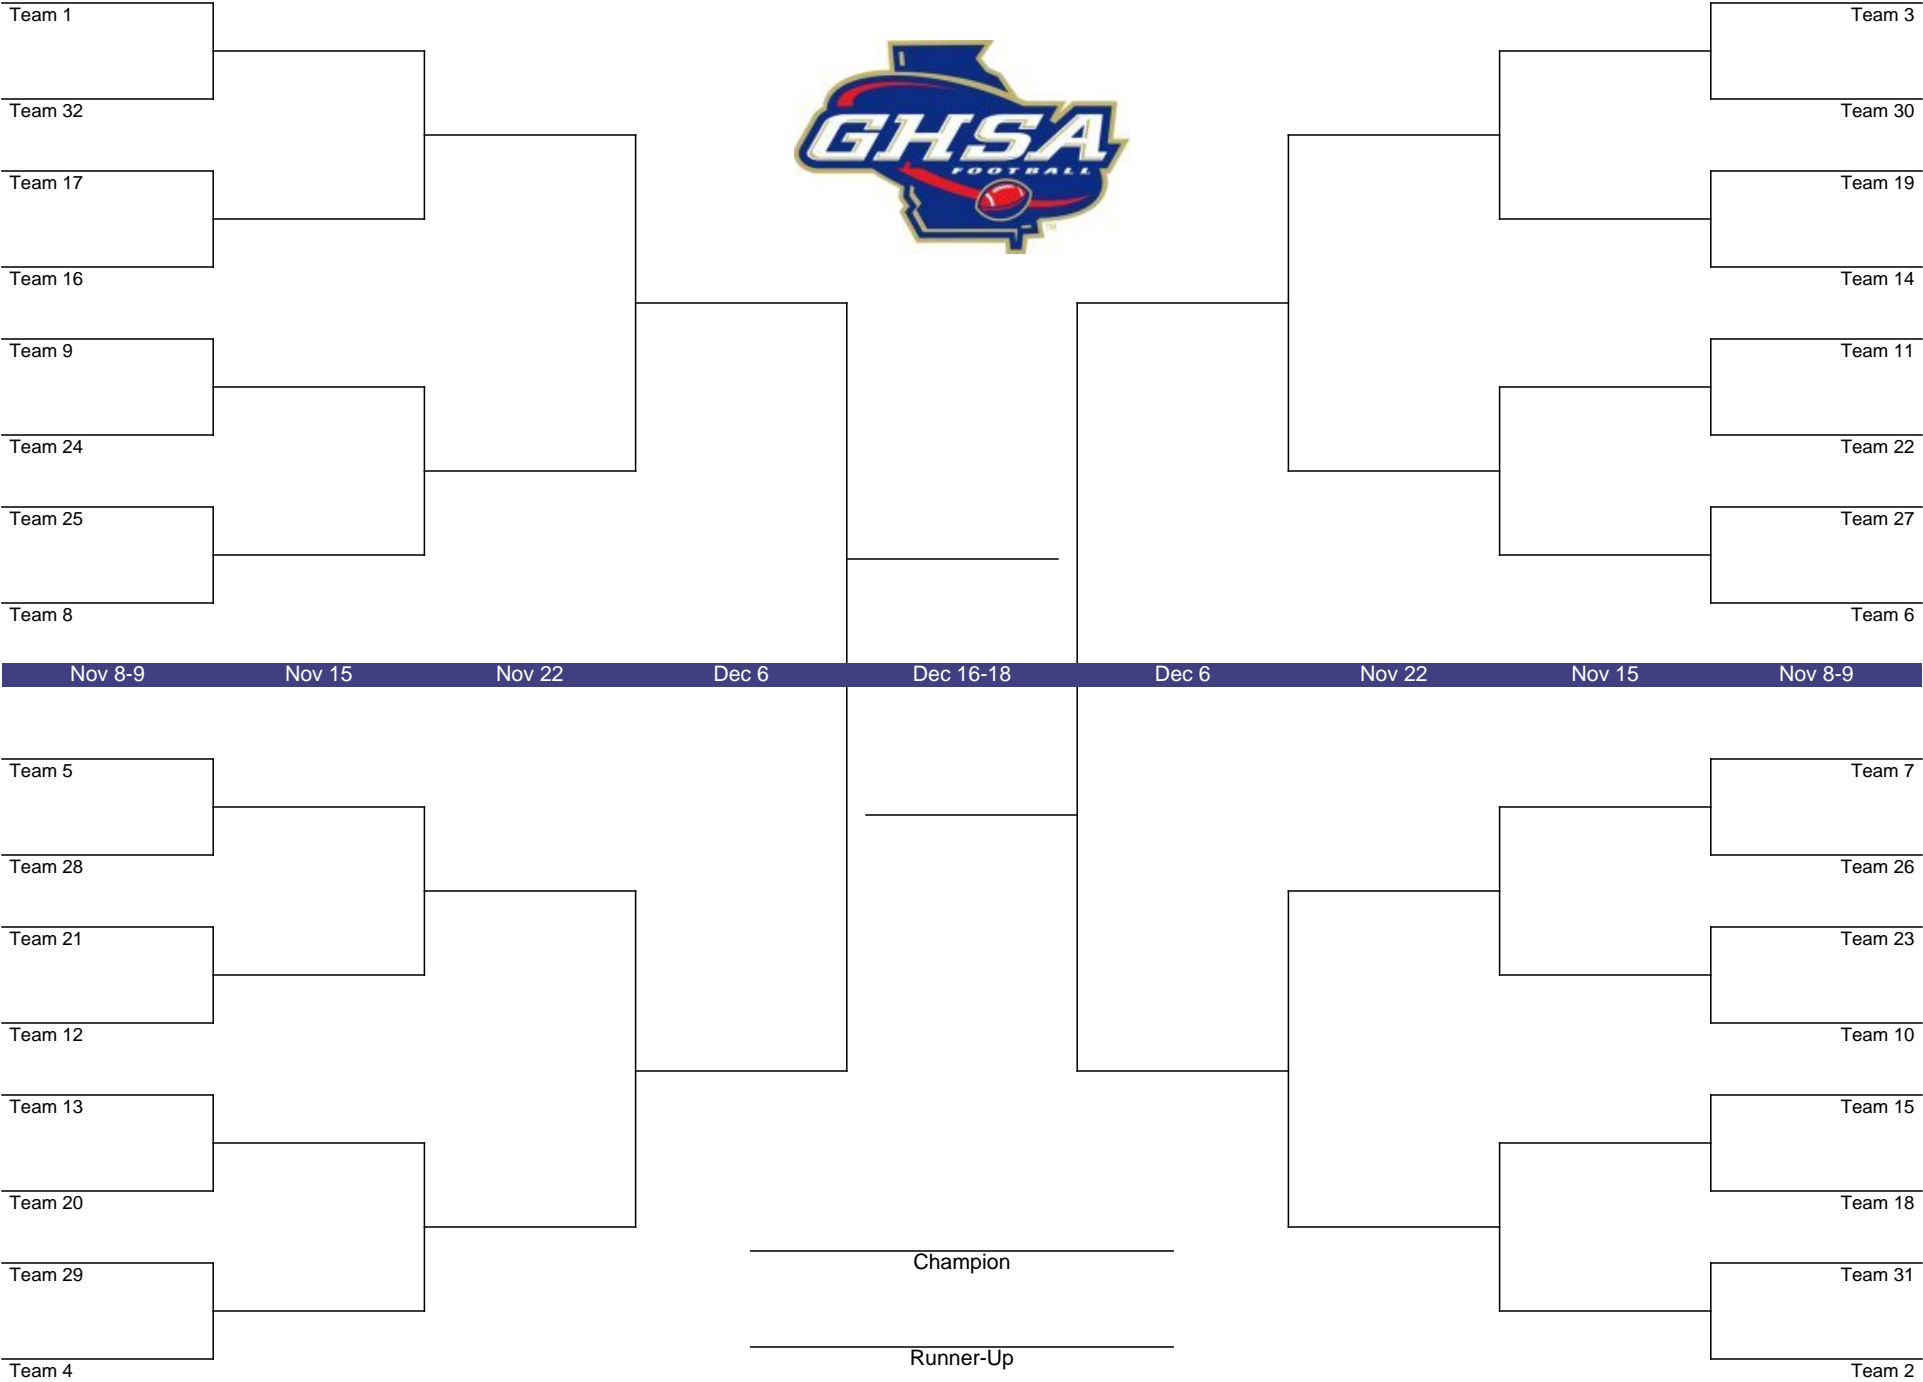 Team 1
Team 3
Team 32
Team 30
Team 17
Team 19
Team 16
Team 14
Team 9
Team 11
Team 24
Team 22
Team 25
Team 27
Team 8
Team 6
GHSA
FOOTBALL
TM
Nov 8-9 Nov 15 Nov 22 Dec 6 Dec 16-18 Dec 6 Nov 22 Nov 15 Nov 8-9
Team 5
Team 7
Team 28
Team 26
Team 21
Team 23
Team 12
Team 10
Team 13
Team 15
Team 20
Team 18
Team 29
Team 31
Team 4
Team 2
Champion
Runner-Up